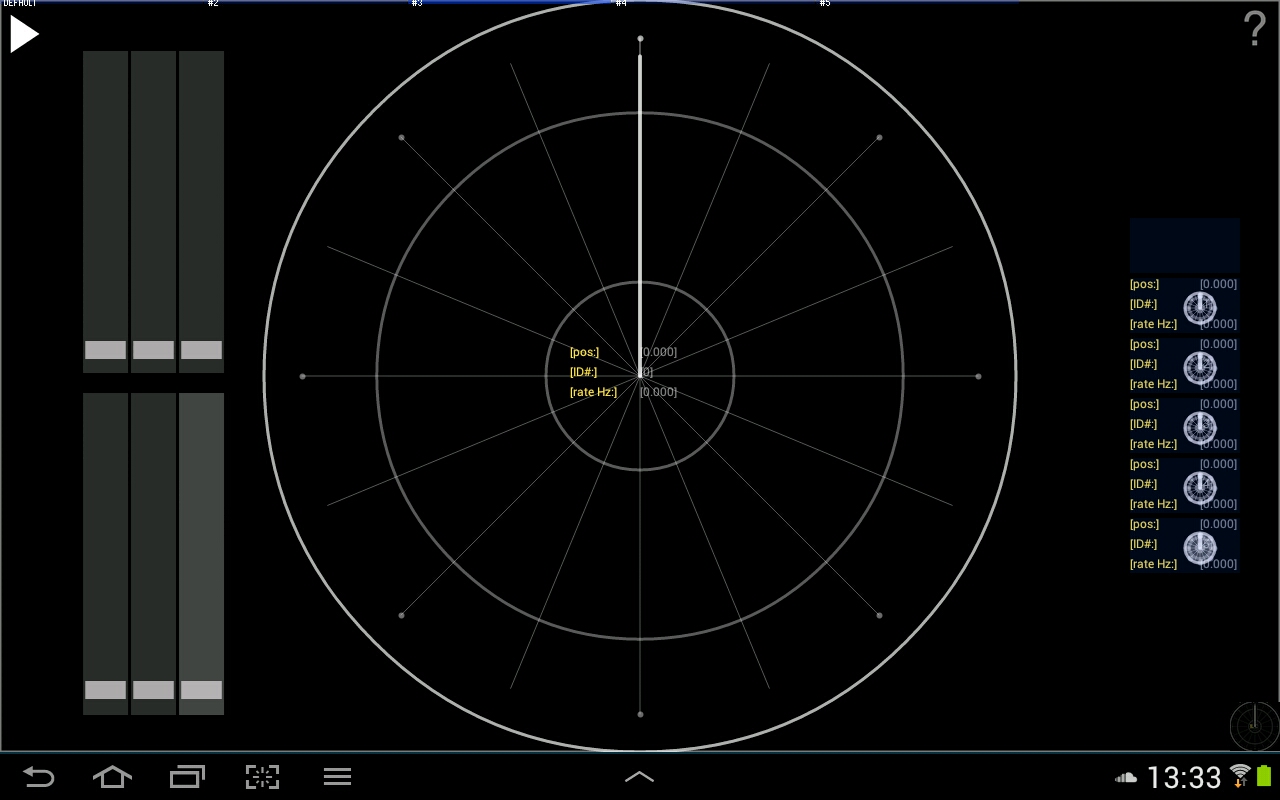 DEFAULT #2 #3 #4 #5
?
[pos:] [0.000]
[ID#:] [0]
[rate Hz:] [0.000]
[pos:] [0.000]
[ID#:]
[rate Hz:] [0.000]
[pos:] [0.000]
[ID#:]
[rate Hz:] [0.000]
[pos:] [0.000]
[ID#:]
[rate Hz:] [0.000]
[pos:] [0.000]
[ID#:]
[rate Hz:] [0.000]
[pos:] [0.000]
[ID#:]
[rate Hz:] [0.000]
13:33